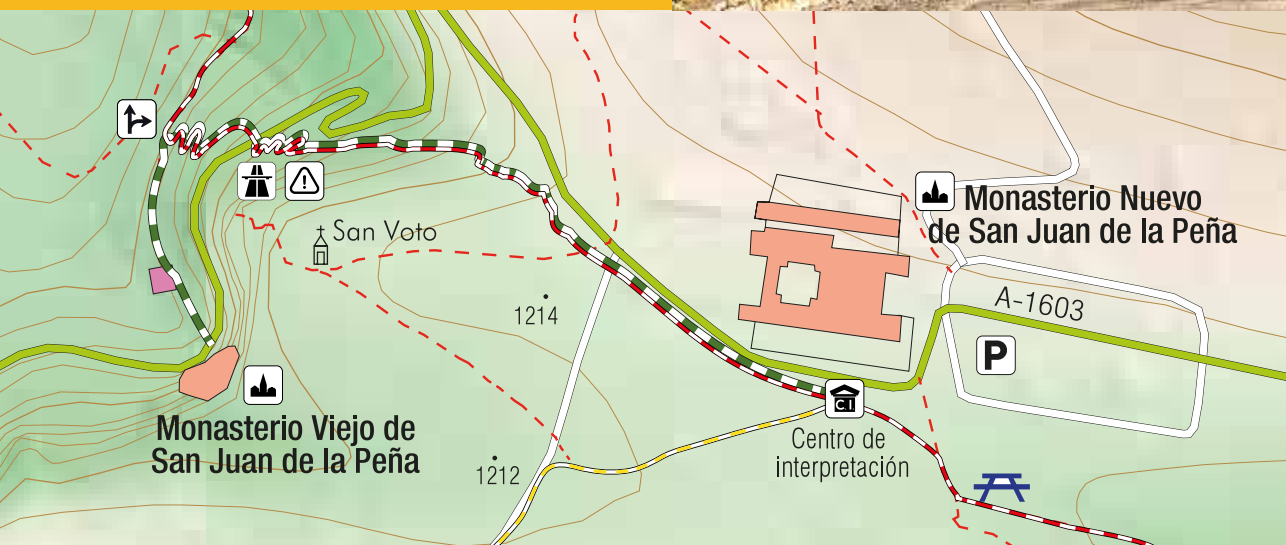 San Voto
Monasterio Nuevo
de San Juan de la Peña
A-1603
1214
P
C.I.
Monasterio Viejo de
San Juan de la Peña
Centro de
interpretación
1212